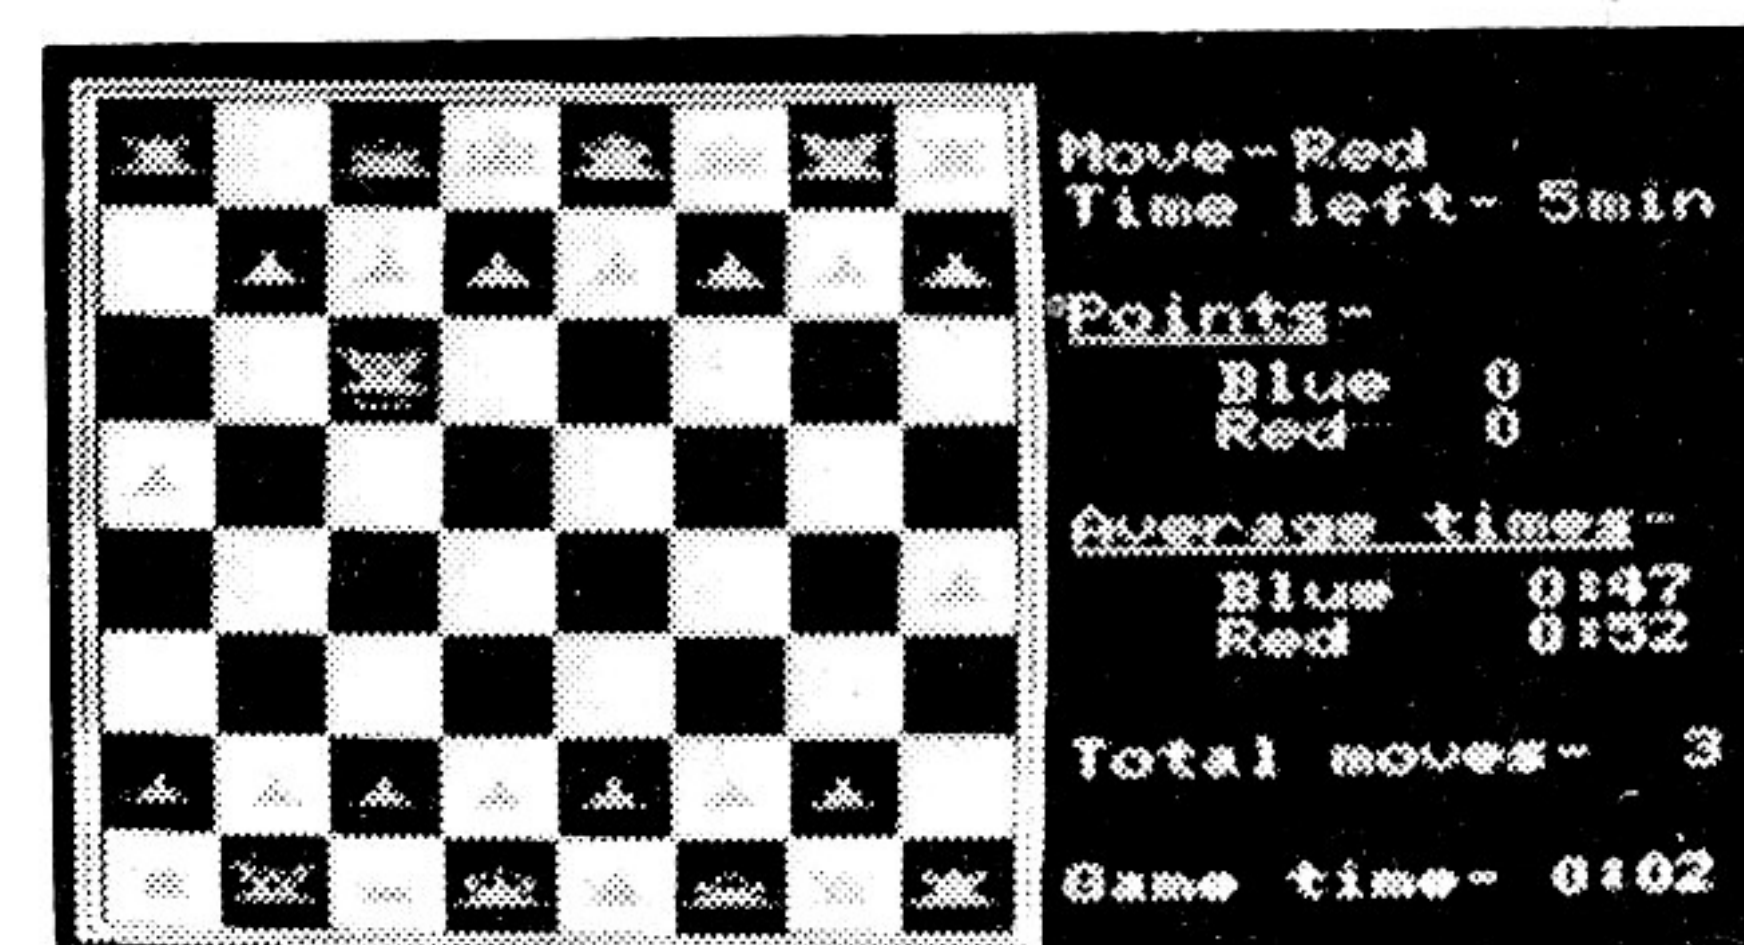 Move-Red
Time left- 5min
Points-
Blue 0
Red 0
Average times-
Blue 0:47
Red 0:52
Total moves- 3
Game time- 0:02